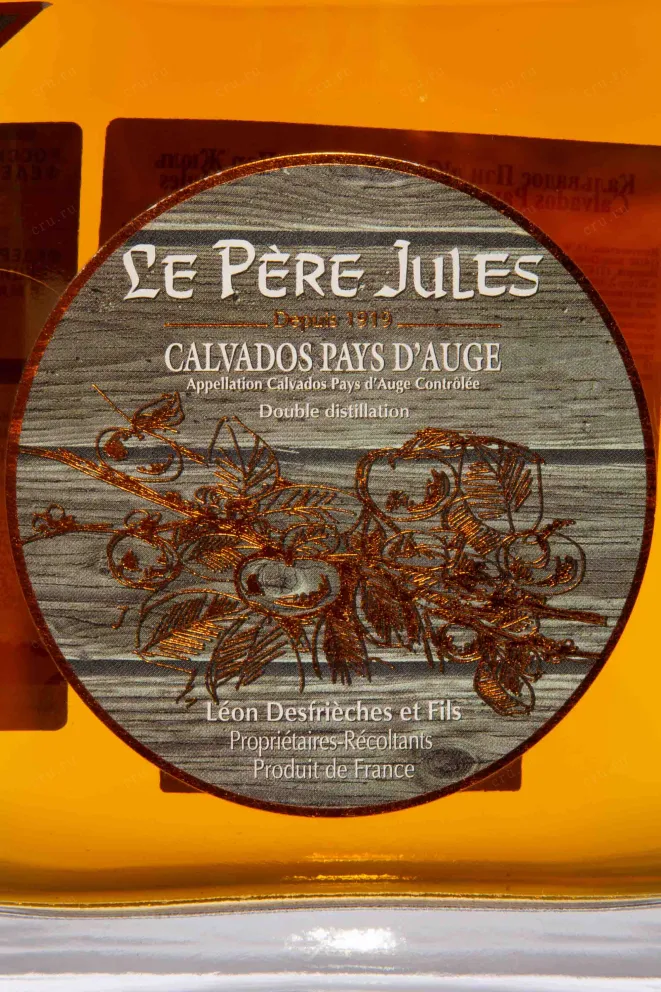 Le Père Jules
Depuis 1919
CALVADOS PAYS D'AUGE
Appellation Calvados Pays d'Auge Contrôlée
Double distillation
Léon Desfrièches et Fils
Propriétaires-Récoltants
Produit de France